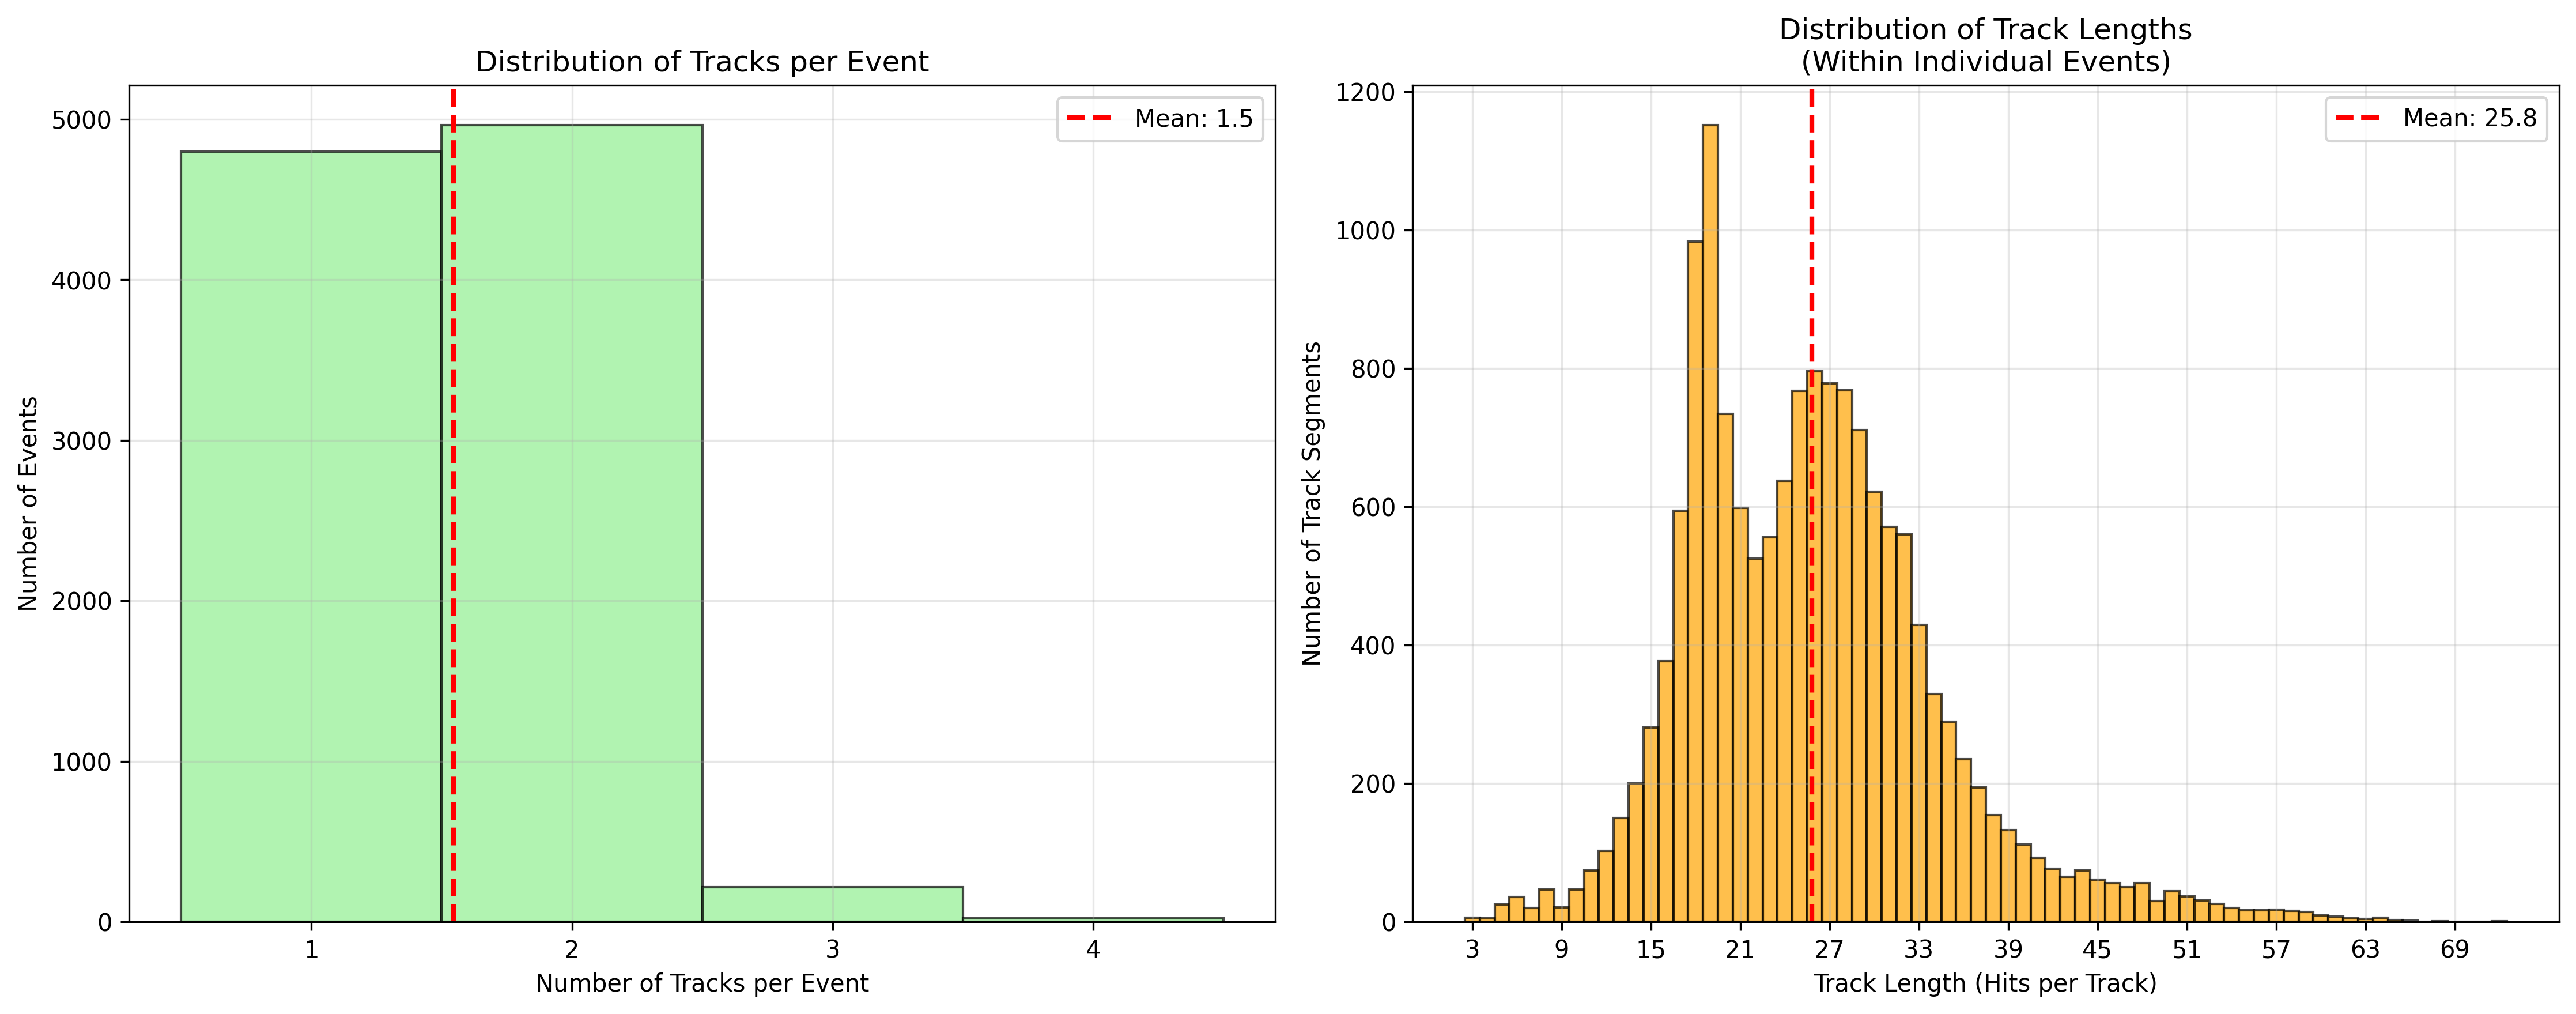 Distribution of Tracks per Event
Mean: 1.5
5000
4000
3000
2000
1000
0
Number of Events
1 2 3 4
Number of Tracks per Event
Distribution of Track Lengths
(Within Individual Events)
Mean: 25.8
1200
1000
800
600
400
200
0
Number of Track Segments
3 9 15 21 27 33 39 45 51 57 63 69
Track Length (Hits per Track)